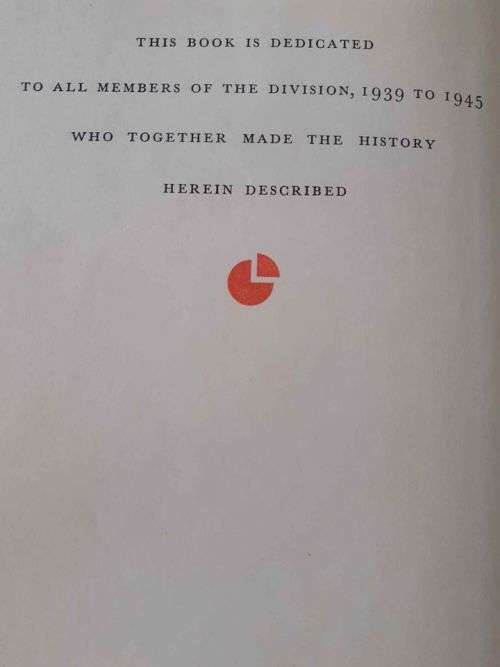 THIS BOOK IS DEDICATED
TO ALL MEMBERS OF THE DIVISION, 1939 TO 1945
WHO TOGETHER MADE THE HISTORY
HEREIN DESCRIBED